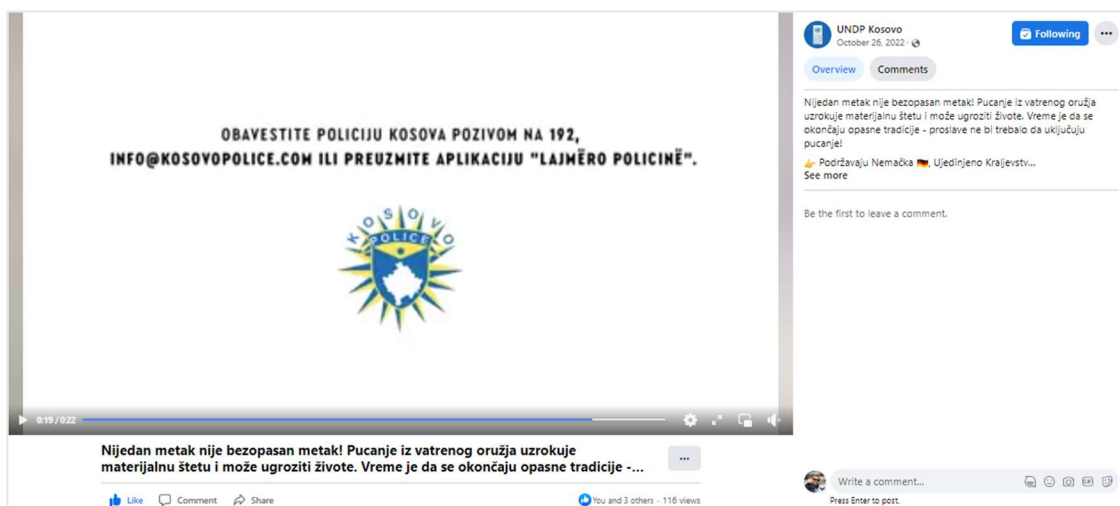 OBAVESTITE POLICIJU KOSOVA POZIVOM NA 192,
INFO@KOSOVOPOLICE.COM ILI PREUZMITE APLIKACIJU "LAJMËRO POLICINË".
KOSOVO
POLICE
0:19 / 0:22
Nijedan metak nije bezopasan metak! Pucanje iz vatrenog oružja uzrokuje
materijalnu štetu i može ugroziti živote. Vreme je da se okončaju opasne tradicije -...
Like Comment Share
You and 3 others · 116 views
UNDP Kosovo
October 26, 2022 ·
Following
Overview Comments
Nijedan metak nije bezopasan metak! Pucanje iz vatrenog oružja
uzrokuje materijalnu štetu i može ugroziti živote. Vreme je da se
okončaju opasne tradicije - proslave ne bi trebalo da uključuju
pucanje!
👉 Podržavaju Nemačka 🇩🇪, Ujedinjeno Kraljevstv...
See more
Be the first to leave a comment.
Write a comment...
GIF
Press Enter to post.